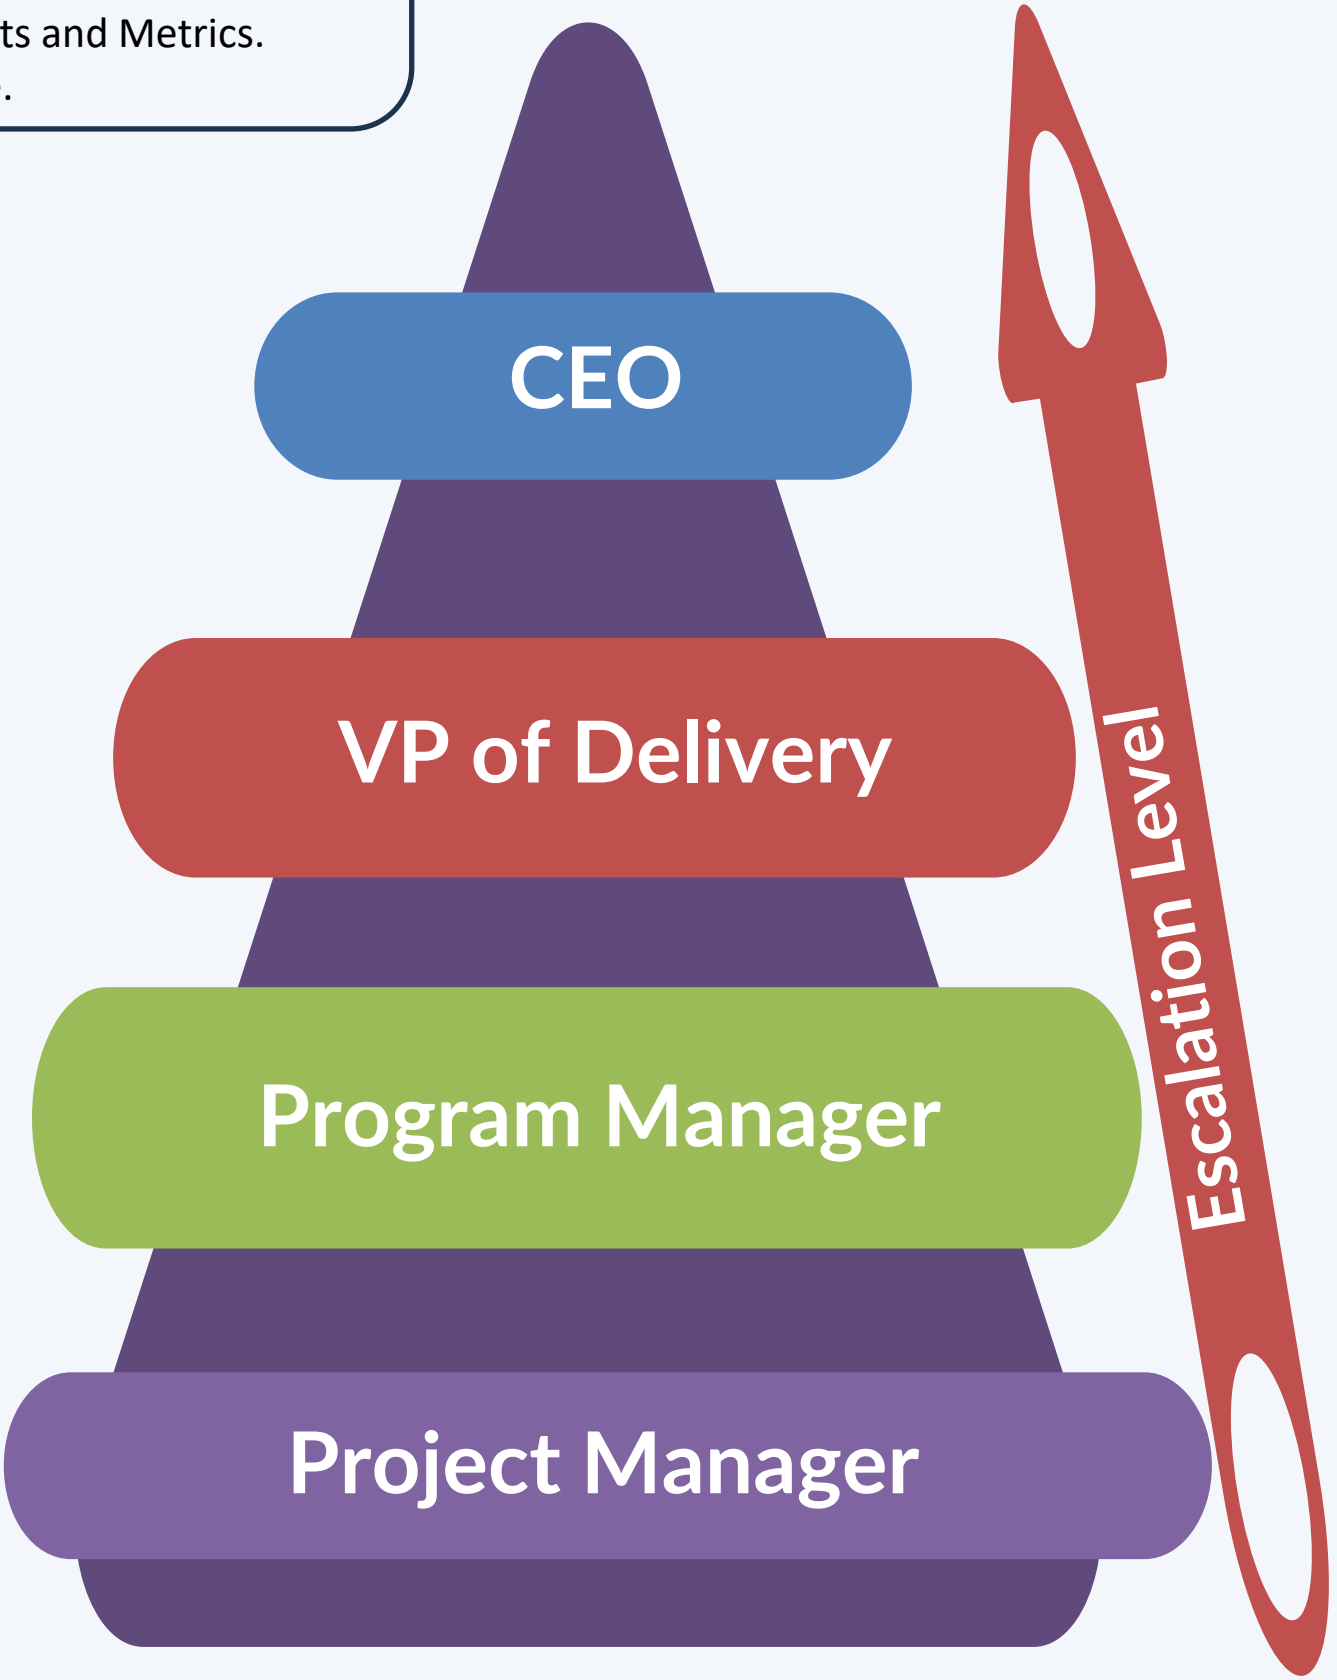 ts and Metrics.
CEO
VP of Delivery
Program Manager
Project Manager
Escalation Level